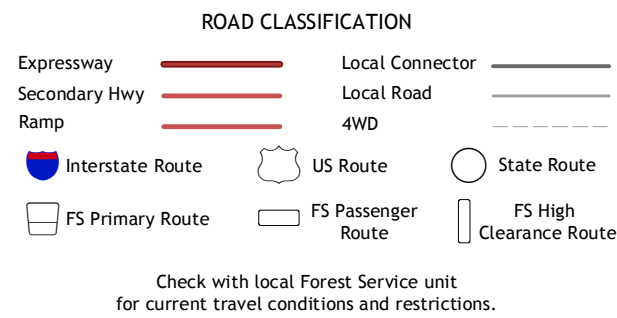 ROAD CLASSIFICATION
Expressway
Local Connector
Secondary Hwy
Local Road
Ramp
4WD
Interstate Route
US Route
State Route
FS Primary Route
FS Passenger
Route
FS High
Clearance Route
Check with local Forest Service unit
for current travel conditions and restrictions.